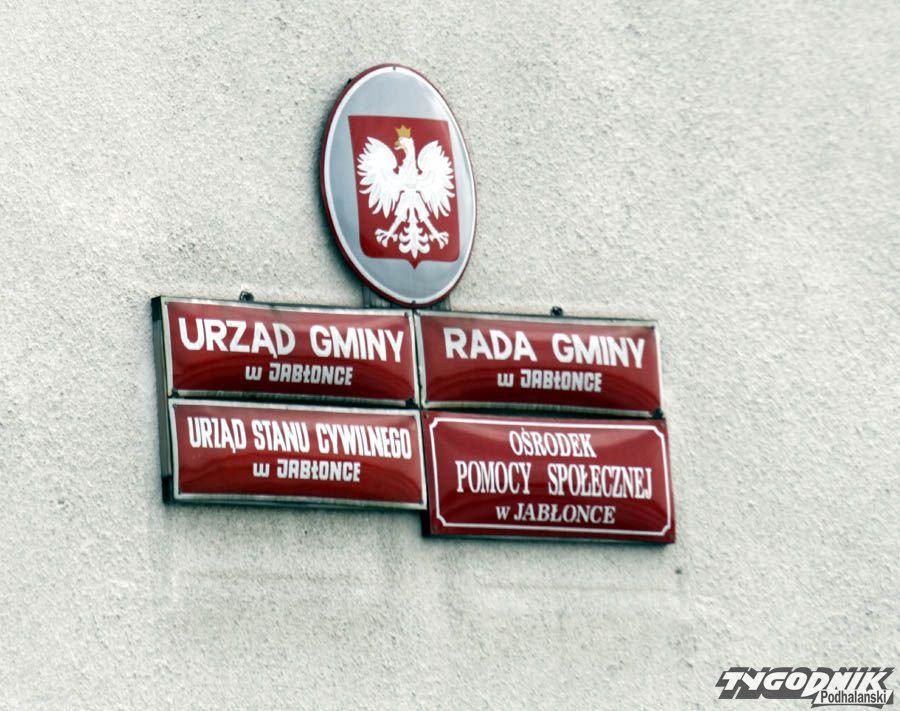 URZĄD GMINY
w JABŁONCE
RADA GMINY
w JABŁONCE
URZĄD STANU CYWILNEGO
w JABŁONCE
OŚRODEK
POMOCY SPOŁECZNEJ
w JABŁONCE
TYGODNIK
Podhalański